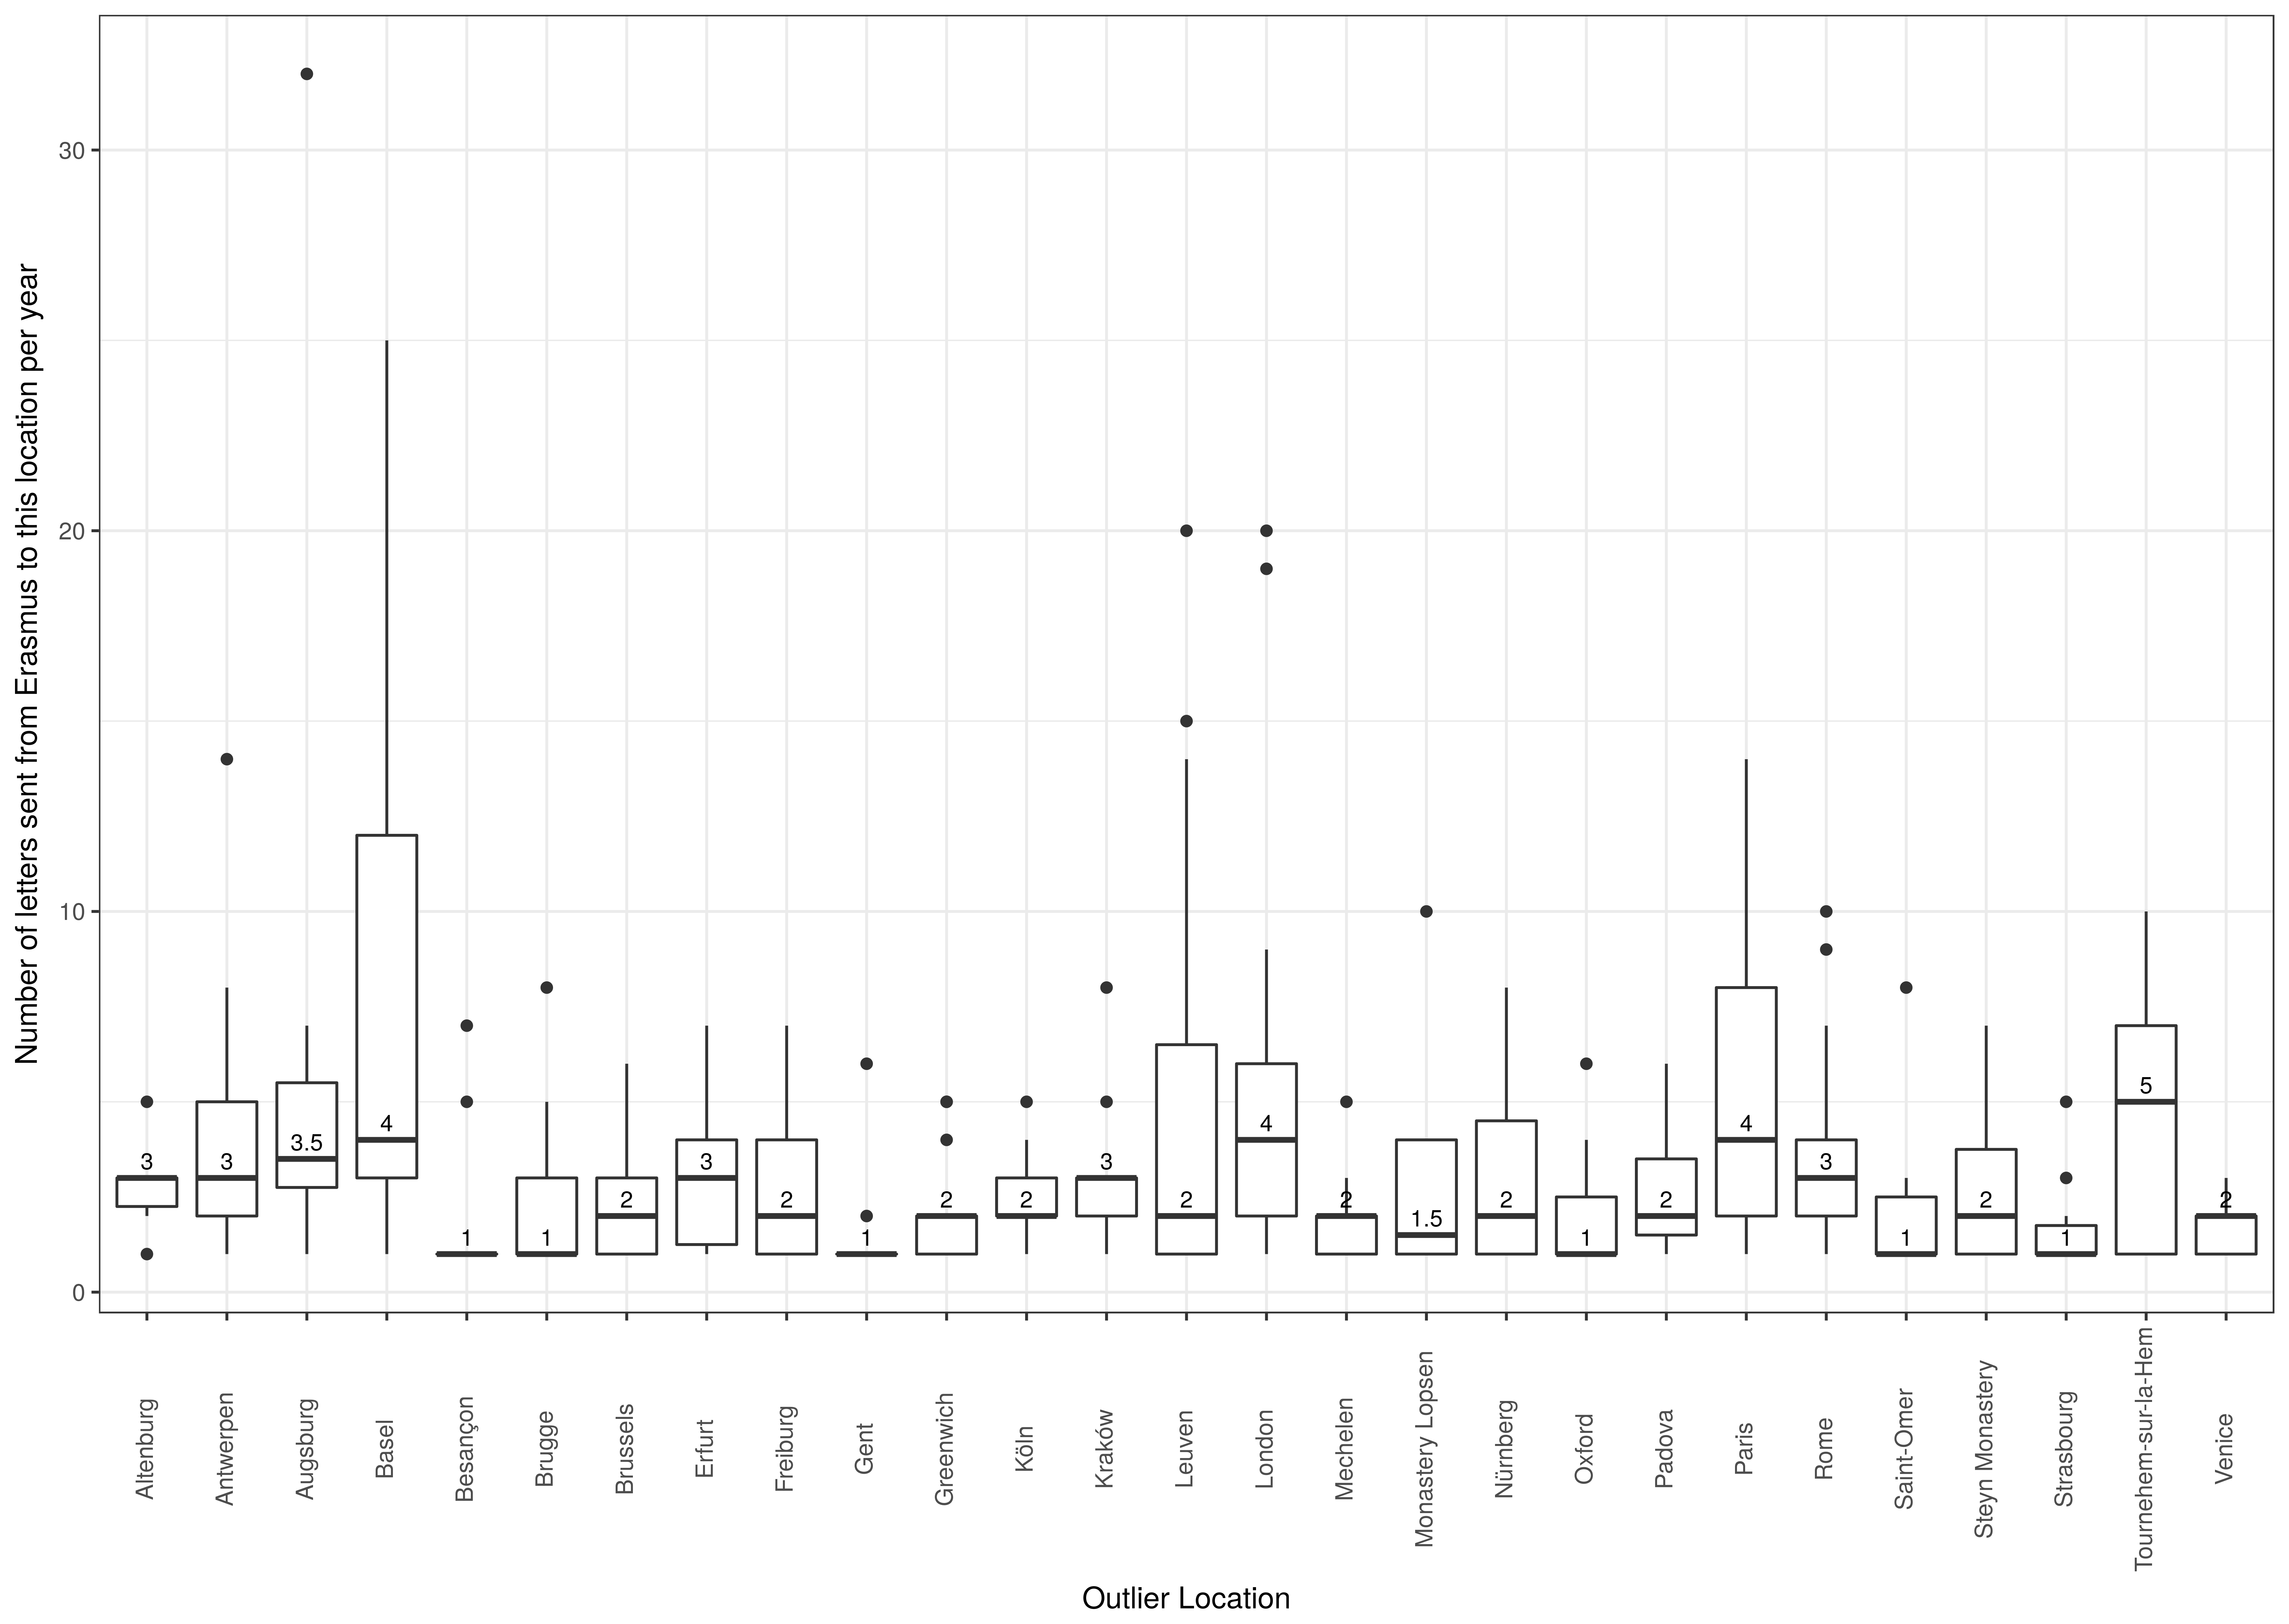 Number of letters sent from Erasmus to this location per year
30
20
10
0
3
3
3.5
4
1
1
2
3
2
1
2
2
3
2
4
2
1.5
2
1
2
4
3
1
2
1
5
2
Altenburg
Antwerpen
Augsburg
Basel
Besançon
Brugge
Brussels
Erfurt
Freiburg
Gent
Greenwich
Köln
Kraków
Leuven
London
Mechelen
Monastery Lopsen
Nürnberg
Oxford
Padova
Paris
Rome
Saint-Omer
Steyn Monastery
Strasbourg
Tournehem-sur-la-Hem
Venice
Outlier Location